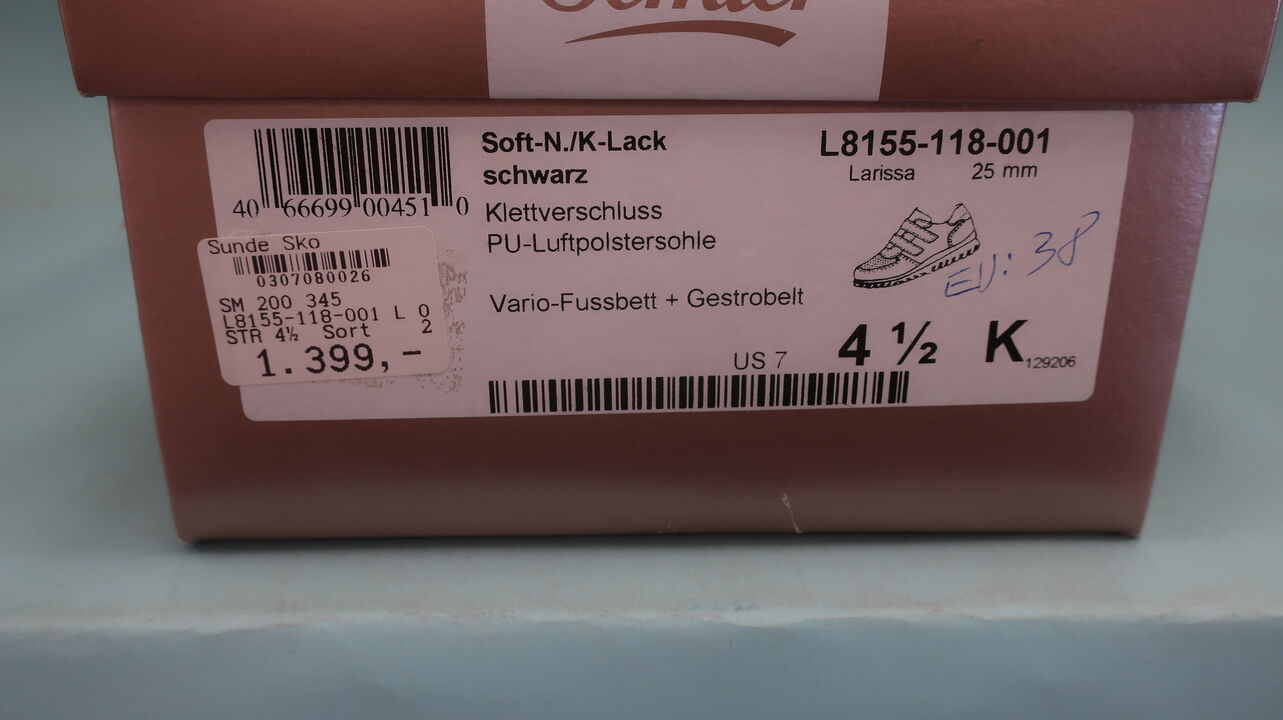 Soft-N./K-Lack
schwarz
L8155-118-001
Larissa 25 mm
40 66699 00451 0
Klettverschluss
PU-Luftpolstersohle
EU: 38
Vario-Fussbett + Gestrobelt
US 7 4 ½ K 129206
Sunde Sko
0307080026
SM 200 345
L8155-118-001 L 0
STR 4½ Sort 2
1.399,-